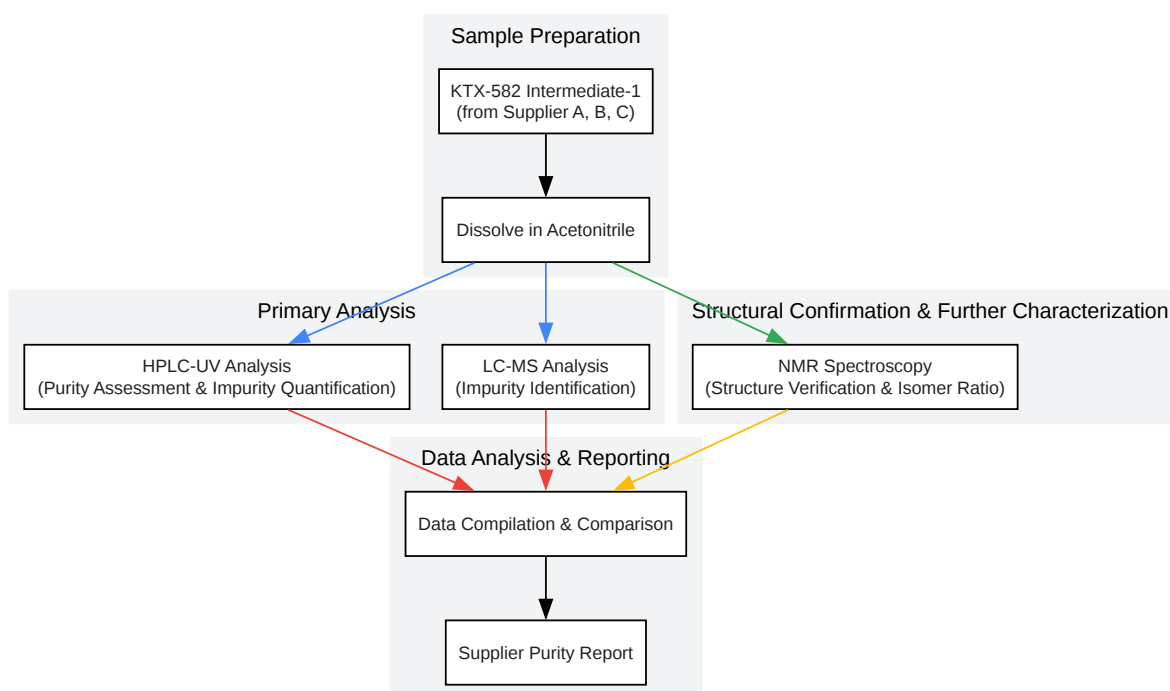 Sample Preparation
KTX-582 Intermediate-1
(from Supplier A, B, C)
Dissolve in Acetonitrile
Primary Analysis
Structural Confirmation & Further Characterization
HPLC-UV Analysis
(Purity Assessment & Impurity Quantification)
LC-MS Analysis
(Impurity Identification)
NMR Spectroscopy
(Structure Verification & Isomer Ratio)
Data Analysis & Reporting
Data Compilation & Comparison
Supplier Purity Report